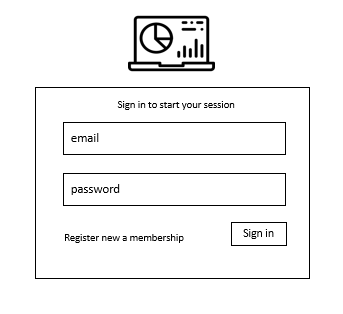 Sign in to start your session
email
password
Register new a membership
Sign in